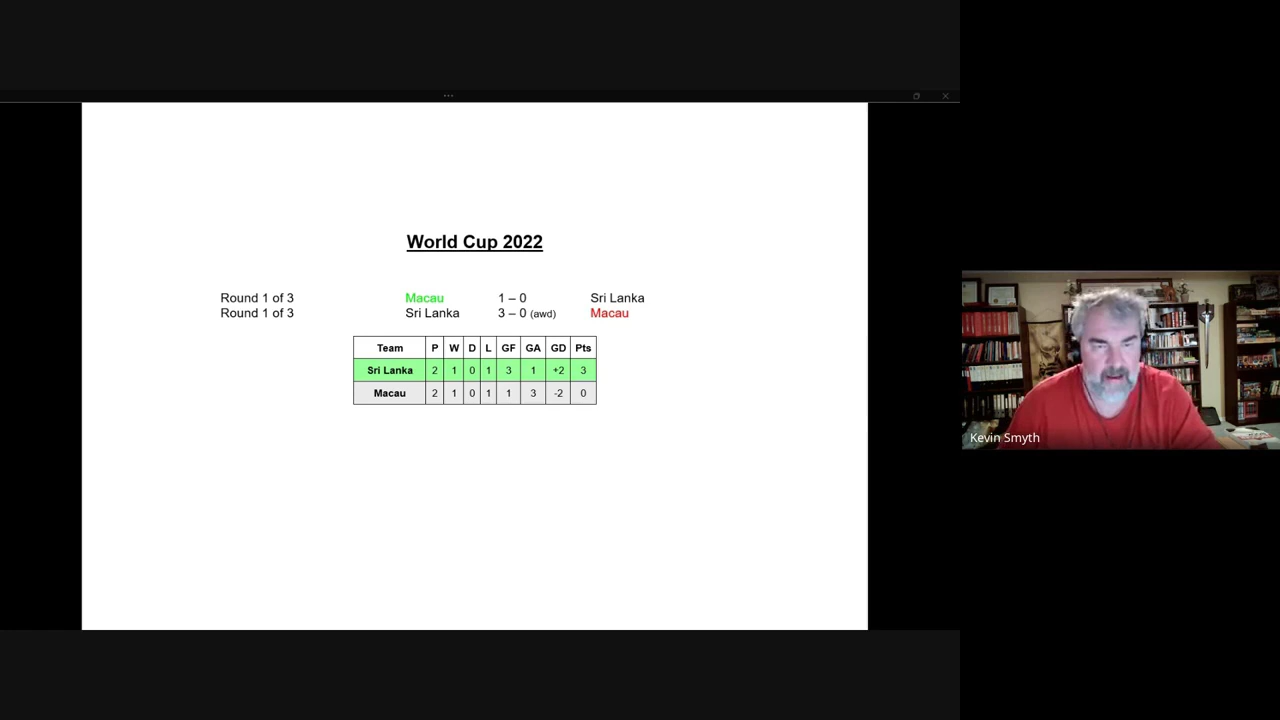 World Cup 2022
Round 1 of 3 Macau 1 – 0 Sri Lanka
Round 1 of 3 Sri Lanka 3 – 0 (awd) Macau
Team P W D L GF GA GD Pts
Sri Lanka 2 1 0 1 3 1 +2 3
Macau 2 1 0 1 1 3 -2 0
Kevin Smyth